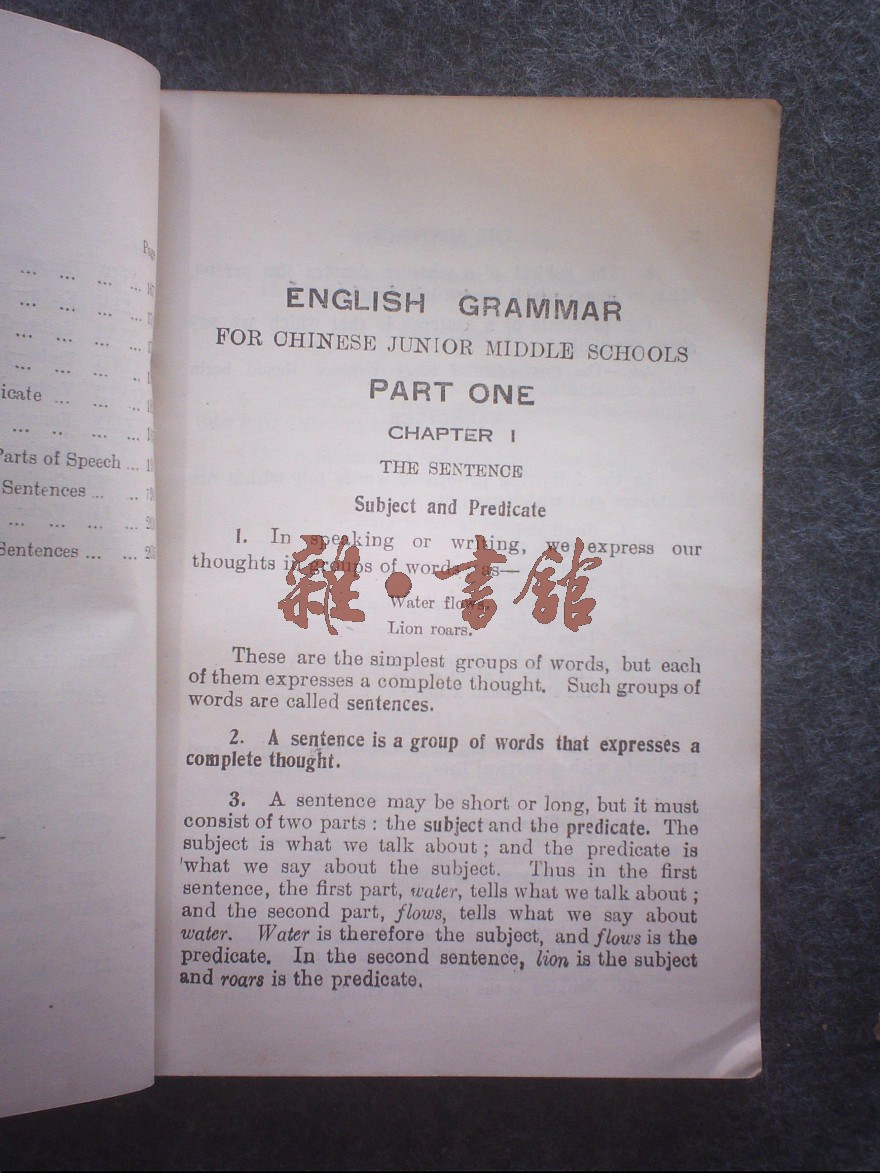 Page
... ... ... ...
... ... ... ...
... ... ... ...
... ... ... ..
icate ... ... ...
... .. ... ...
Parts of Speech ...
Sentences ... ..
... ... ... ...
Sentences ... ...
ENGLISH GRAMMAR
FOR CHINESE JUNIOR MIDDLE SCHOOLS
PART ONE
CHAPTER I
THE SENTENCE
Subject and Predicate
1. In speaking or writing, we express our
thoughts in groups of words, as—
雜·書館
Water flows.
Lion roars.
These are the simplest groups of words, but each
of them expresses a complete thought. Such groups of
words are called sentences.
2. A sentence is a group of words that expresses a
complete thought.
3. A sentence may be short or long, but it must
consist of two parts : the subject and the predicate. The
subject is what we talk about ; and the predicate is
what we say about the subject. Thus in the first
sentence, the first part, water, tells what we talk about ;
and the second part, flows, tells what we say about
water. Water is therefore the subject, and flows is the
predicate. In the second sentence, lion is the subject
and roars is the predicate.